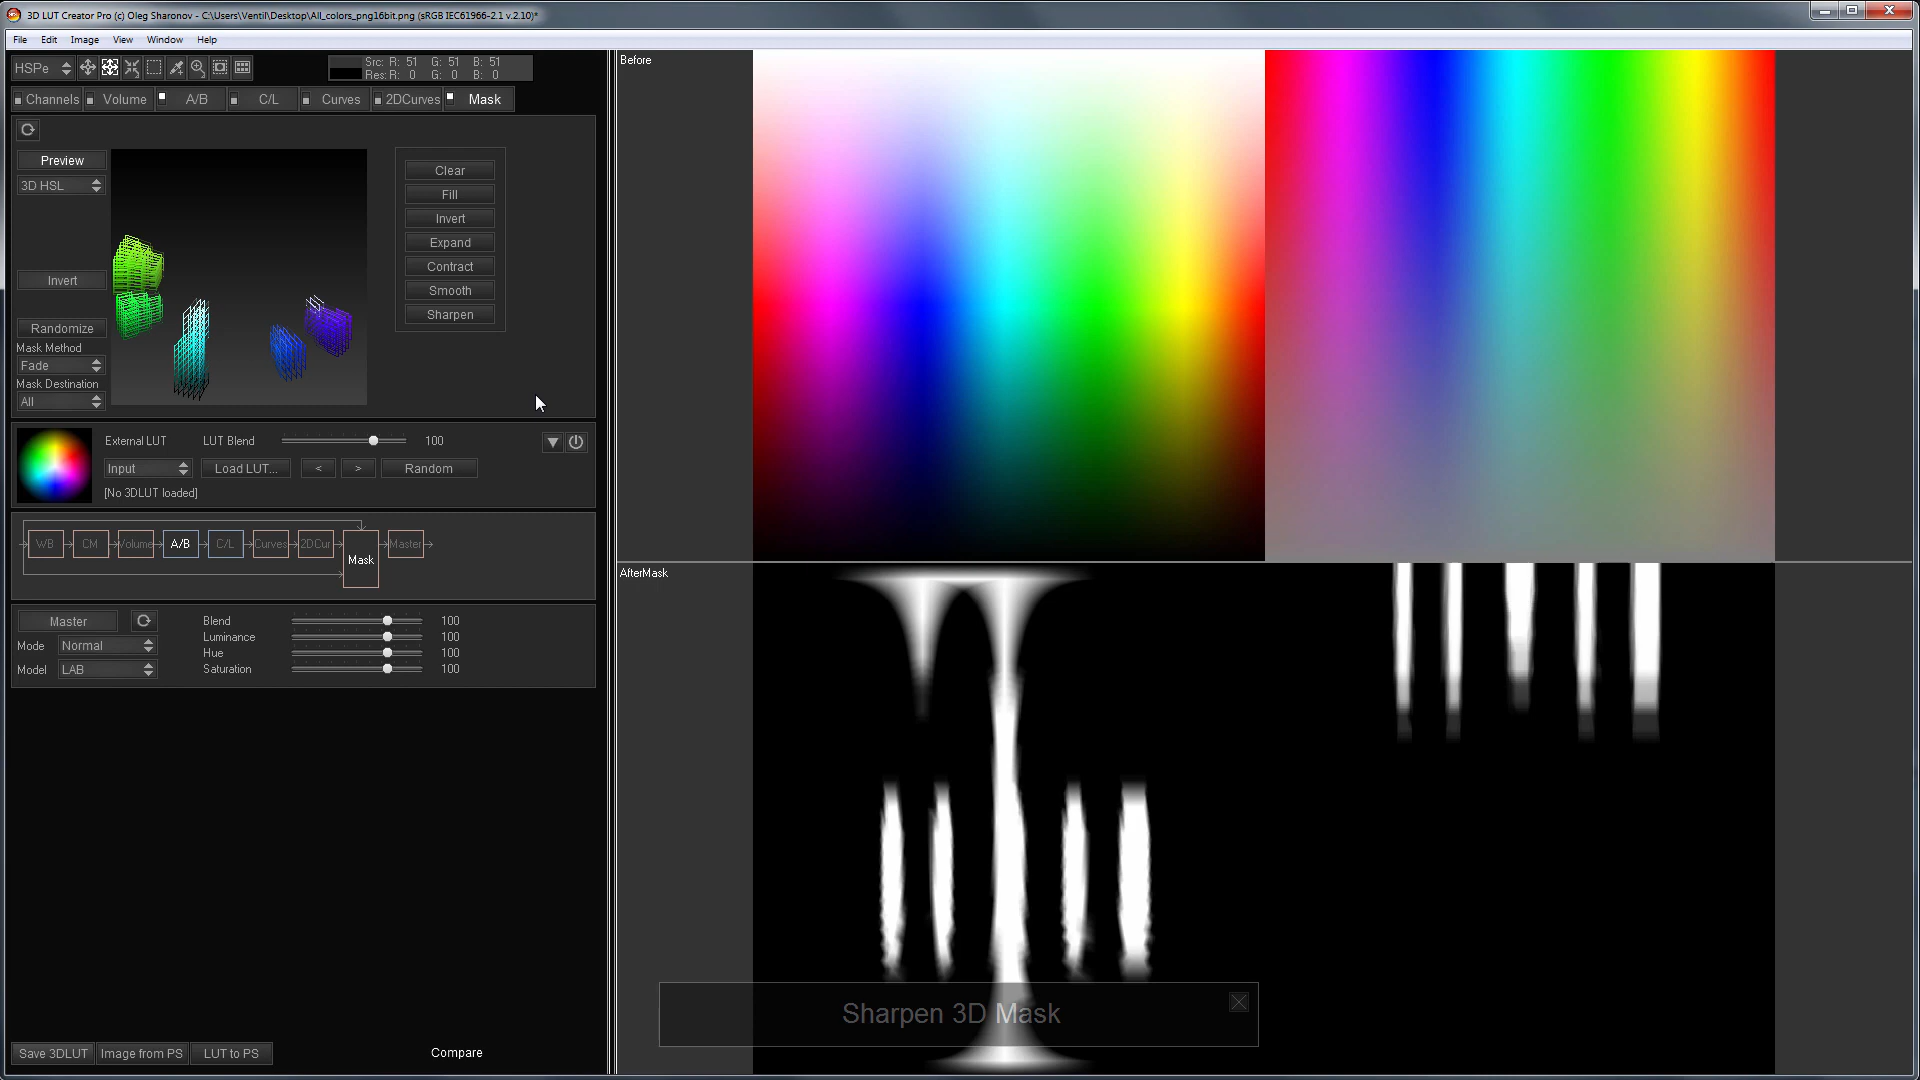 3D LUT Creator Pro (c) Oleg Sharonov - C:\Users\Ventil\Desktop\All_colors_png16bit.png (sRGB IEC61966-2.1 v.2.10)*
File Edit Image View Window Help
HSPe
Src: R: 51 G: 51 B: 51
Res: R: 0 G: 0 B: 0
Channels Volume A/B C/L Curves 2DCurves Mask
Preview
3D HSL
Invert
Randomize
Mask Method
Fade
Mask Destination
All
Clear
Fill
Invert
Expand
Contract
Smooth
Sharpen
External LUT LUT Blend 100
Input Load LUT... < > Random
[No 3DLUT loaded]
WB CM Volume A/B C/L Curves 2DCur Mask Master
Master
Mode Normal
Model LAB
Blend 100
Luminance 100
Hue 100
Saturation 100
Save 3DLUT Image from PS LUT to PS Compare
Before
AfterMask
Sharpen 3D Mask